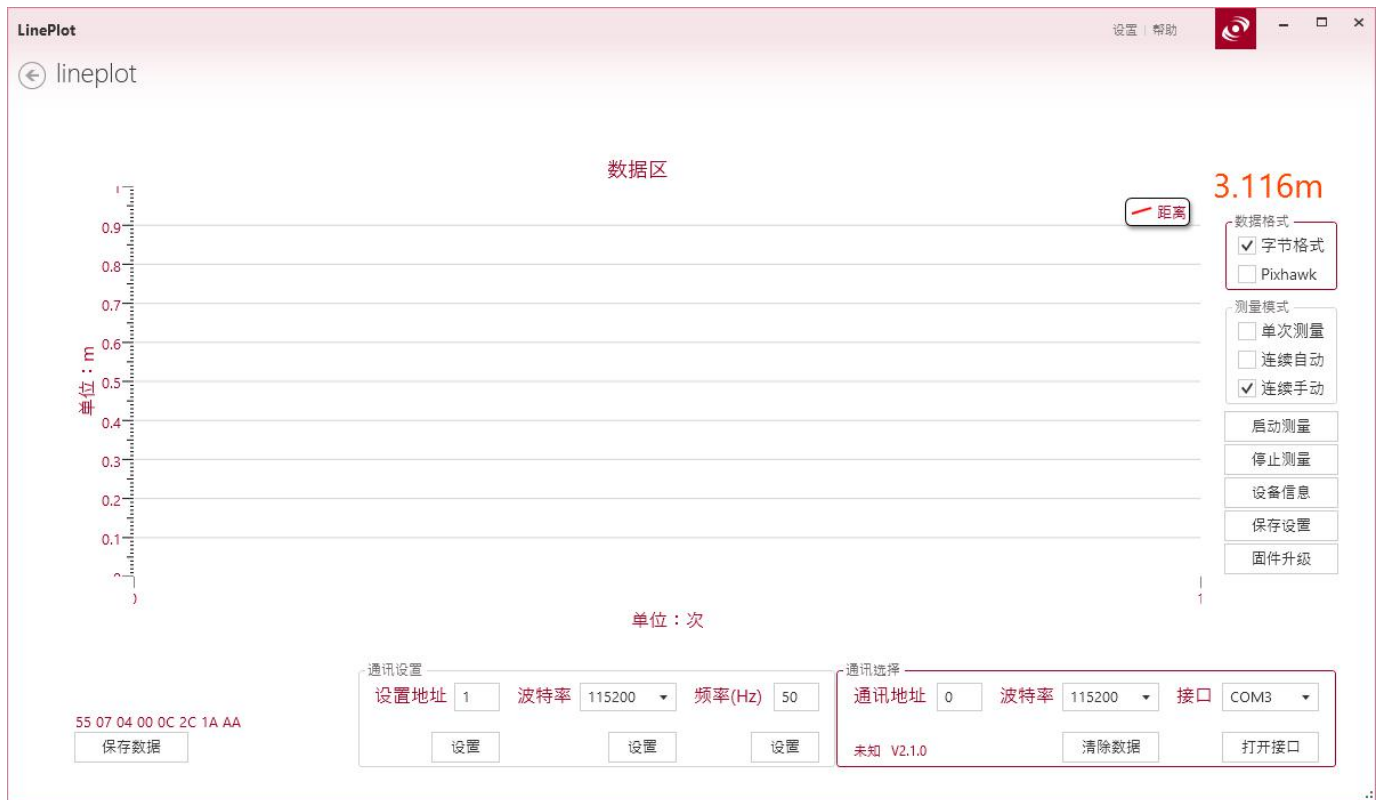 LinePlot
设置 帮助
lineplot
数据区
3.116m
距离
数据格式
字节格式
Pixhawk
测量模式
单次测量
连续自动
连续手动
启动测量
停止测量
设备信息
保存设置
固件升级
单位：m
0.9
0.8
0.7
0.6
0.5
0.4
0.3
0.2
0.1
单位：次
通讯设置
设置地址 1 波特率 115200 频率(Hz) 50
设置 设置 设置
通讯选择
通讯地址 0 波特率 115200 接口 COM3
未知 V2.1.0 清除数据 打开接口
55 07 04 00 0C 2C 1A AA
保存数据